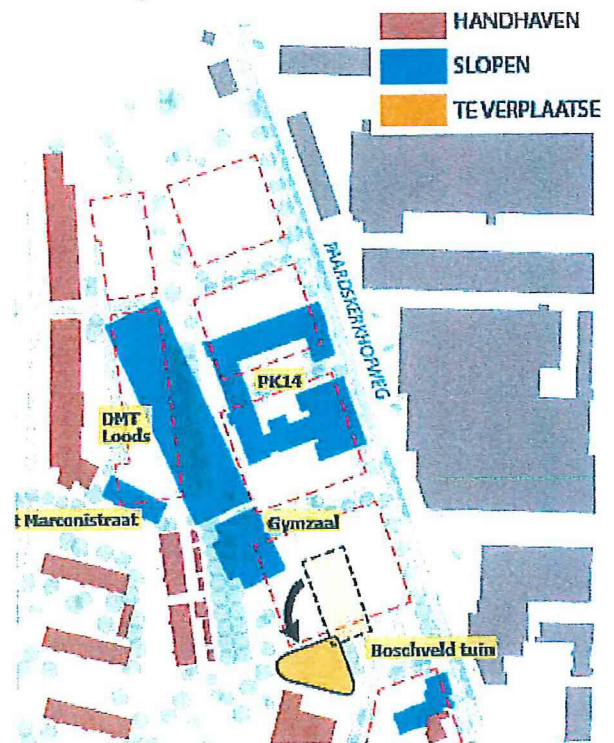 HANDHAVEN
SLOPEN
TE VERPLAATSE
PAARDSKERKHOFWEG
PK14
DMT
Loods
t Marconistraat
Gymzaal
Boschveld tuin